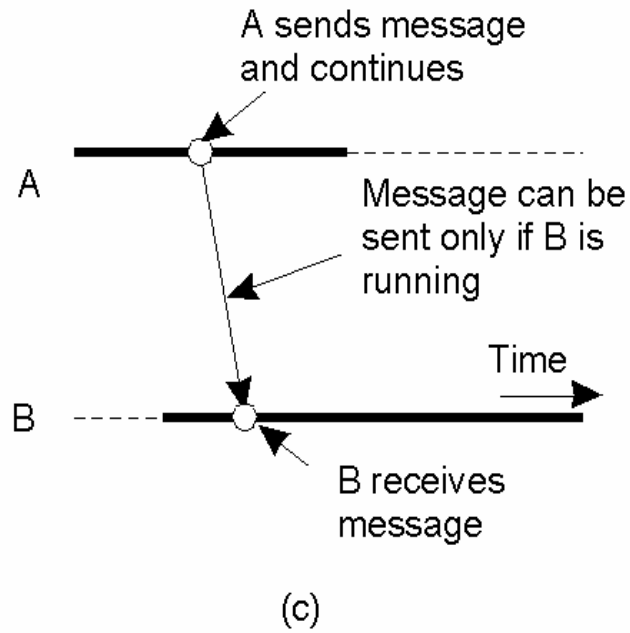 A sends message
and continues
A
Message can be
sent only if B is
running
Time
B
B receives
message
(c)